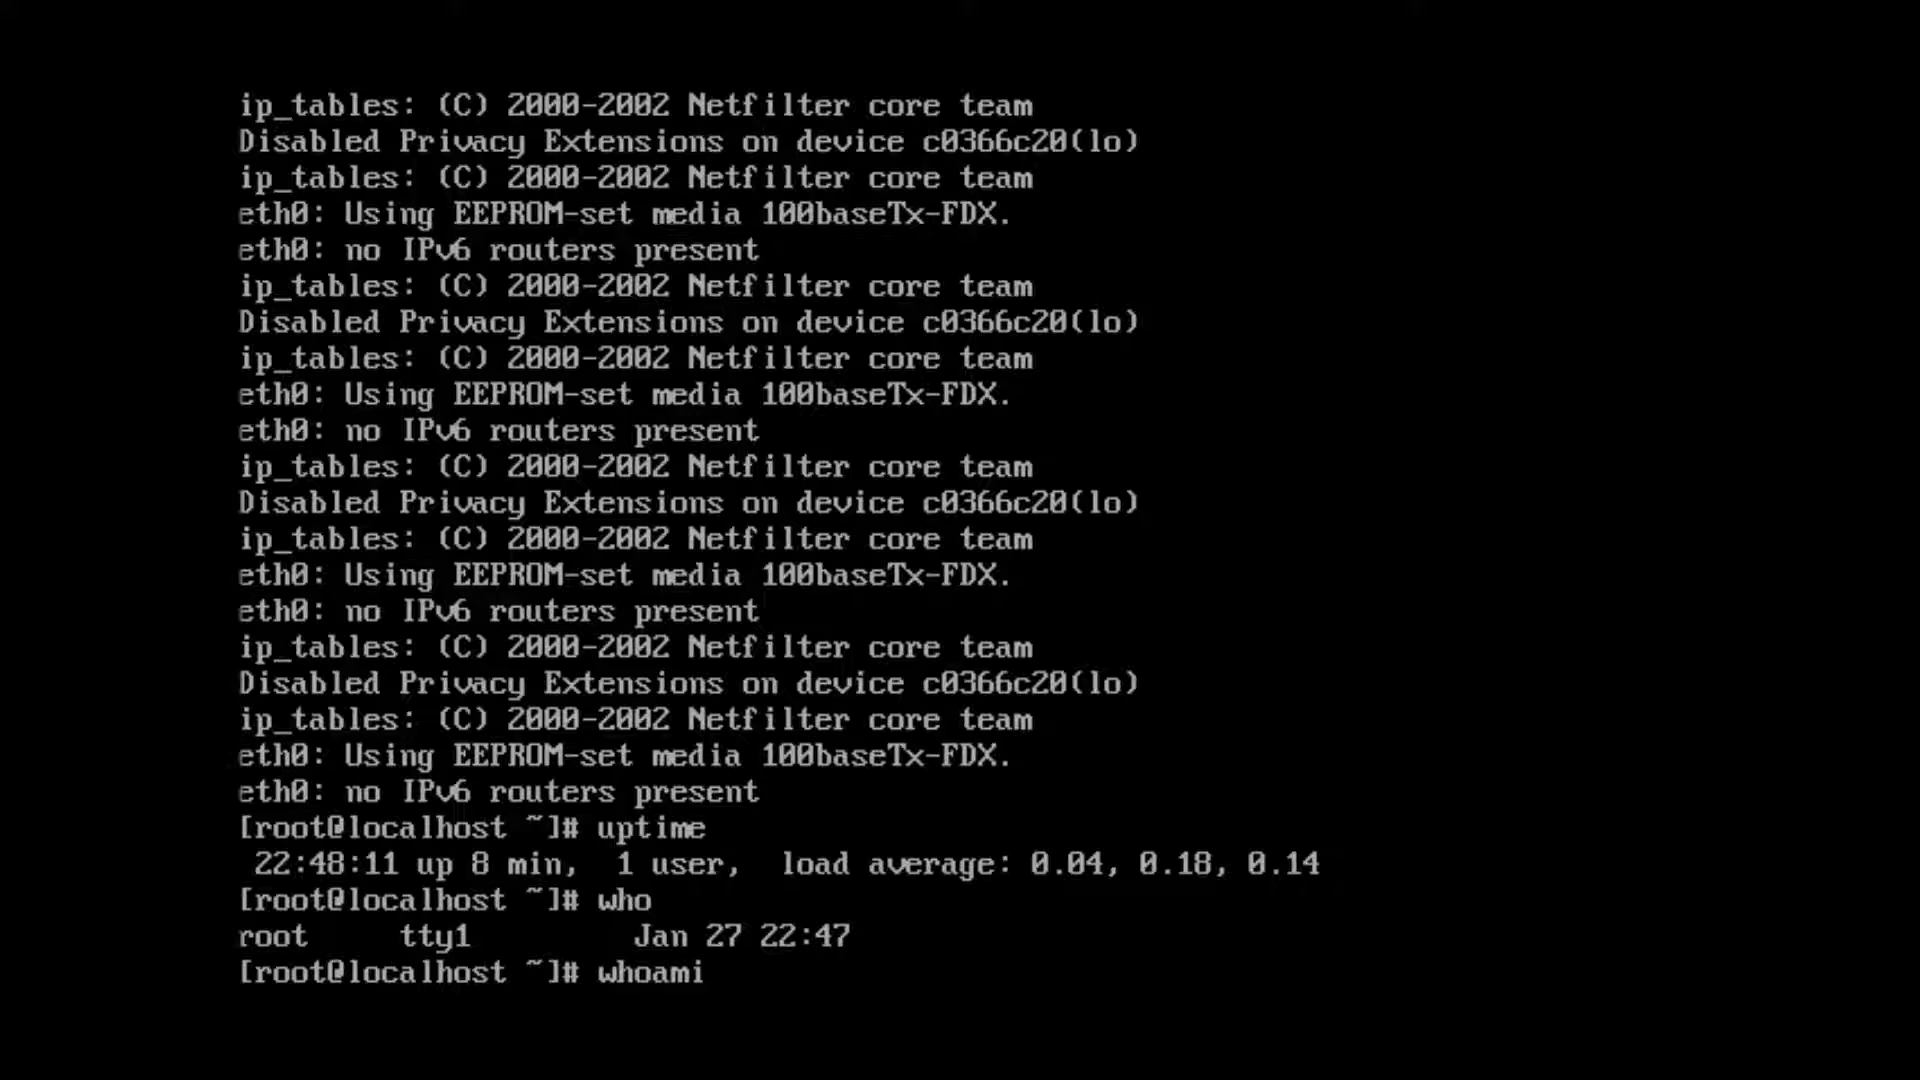 ip_tables: (C) 2000-2002 Netfilter core team
Disabled Privacy Extensions on device c0366c20(lo)
ip_tables: (C) 2000-2002 Netfilter core team
eth0: Using EEPROM-set media 100baseTx-FDX.
eth0: no IPv6 routers present
ip_tables: (C) 2000-2002 Netfilter core team
Disabled Privacy Extensions on device c0366c20(lo)
ip_tables: (C) 2000-2002 Netfilter core team
eth0: Using EEPROM-set media 100baseTx-FDX.
eth0: no IPv6 routers present
ip_tables: (C) 2000-2002 Netfilter core team
Disabled Privacy Extensions on device c0366c20(lo)
ip_tables: (C) 2000-2002 Netfilter core team
eth0: Using EEPROM-set media 100baseTx-FDX.
eth0: no IPv6 routers present
ip_tables: (C) 2000-2002 Netfilter core team
Disabled Privacy Extensions on device c0366c20(lo)
ip_tables: (C) 2000-2002 Netfilter core team
eth0: Using EEPROM-set media 100baseTx-FDX.
eth0: no IPv6 routers present
[root@localhost ~]# uptime
 22:48:11 up 8 min,  1 user,  load average: 0.04, 0.18, 0.14
[root@localhost ~]# who
root     tty1         Jan 27 22:47
[root@localhost ~]# whoami